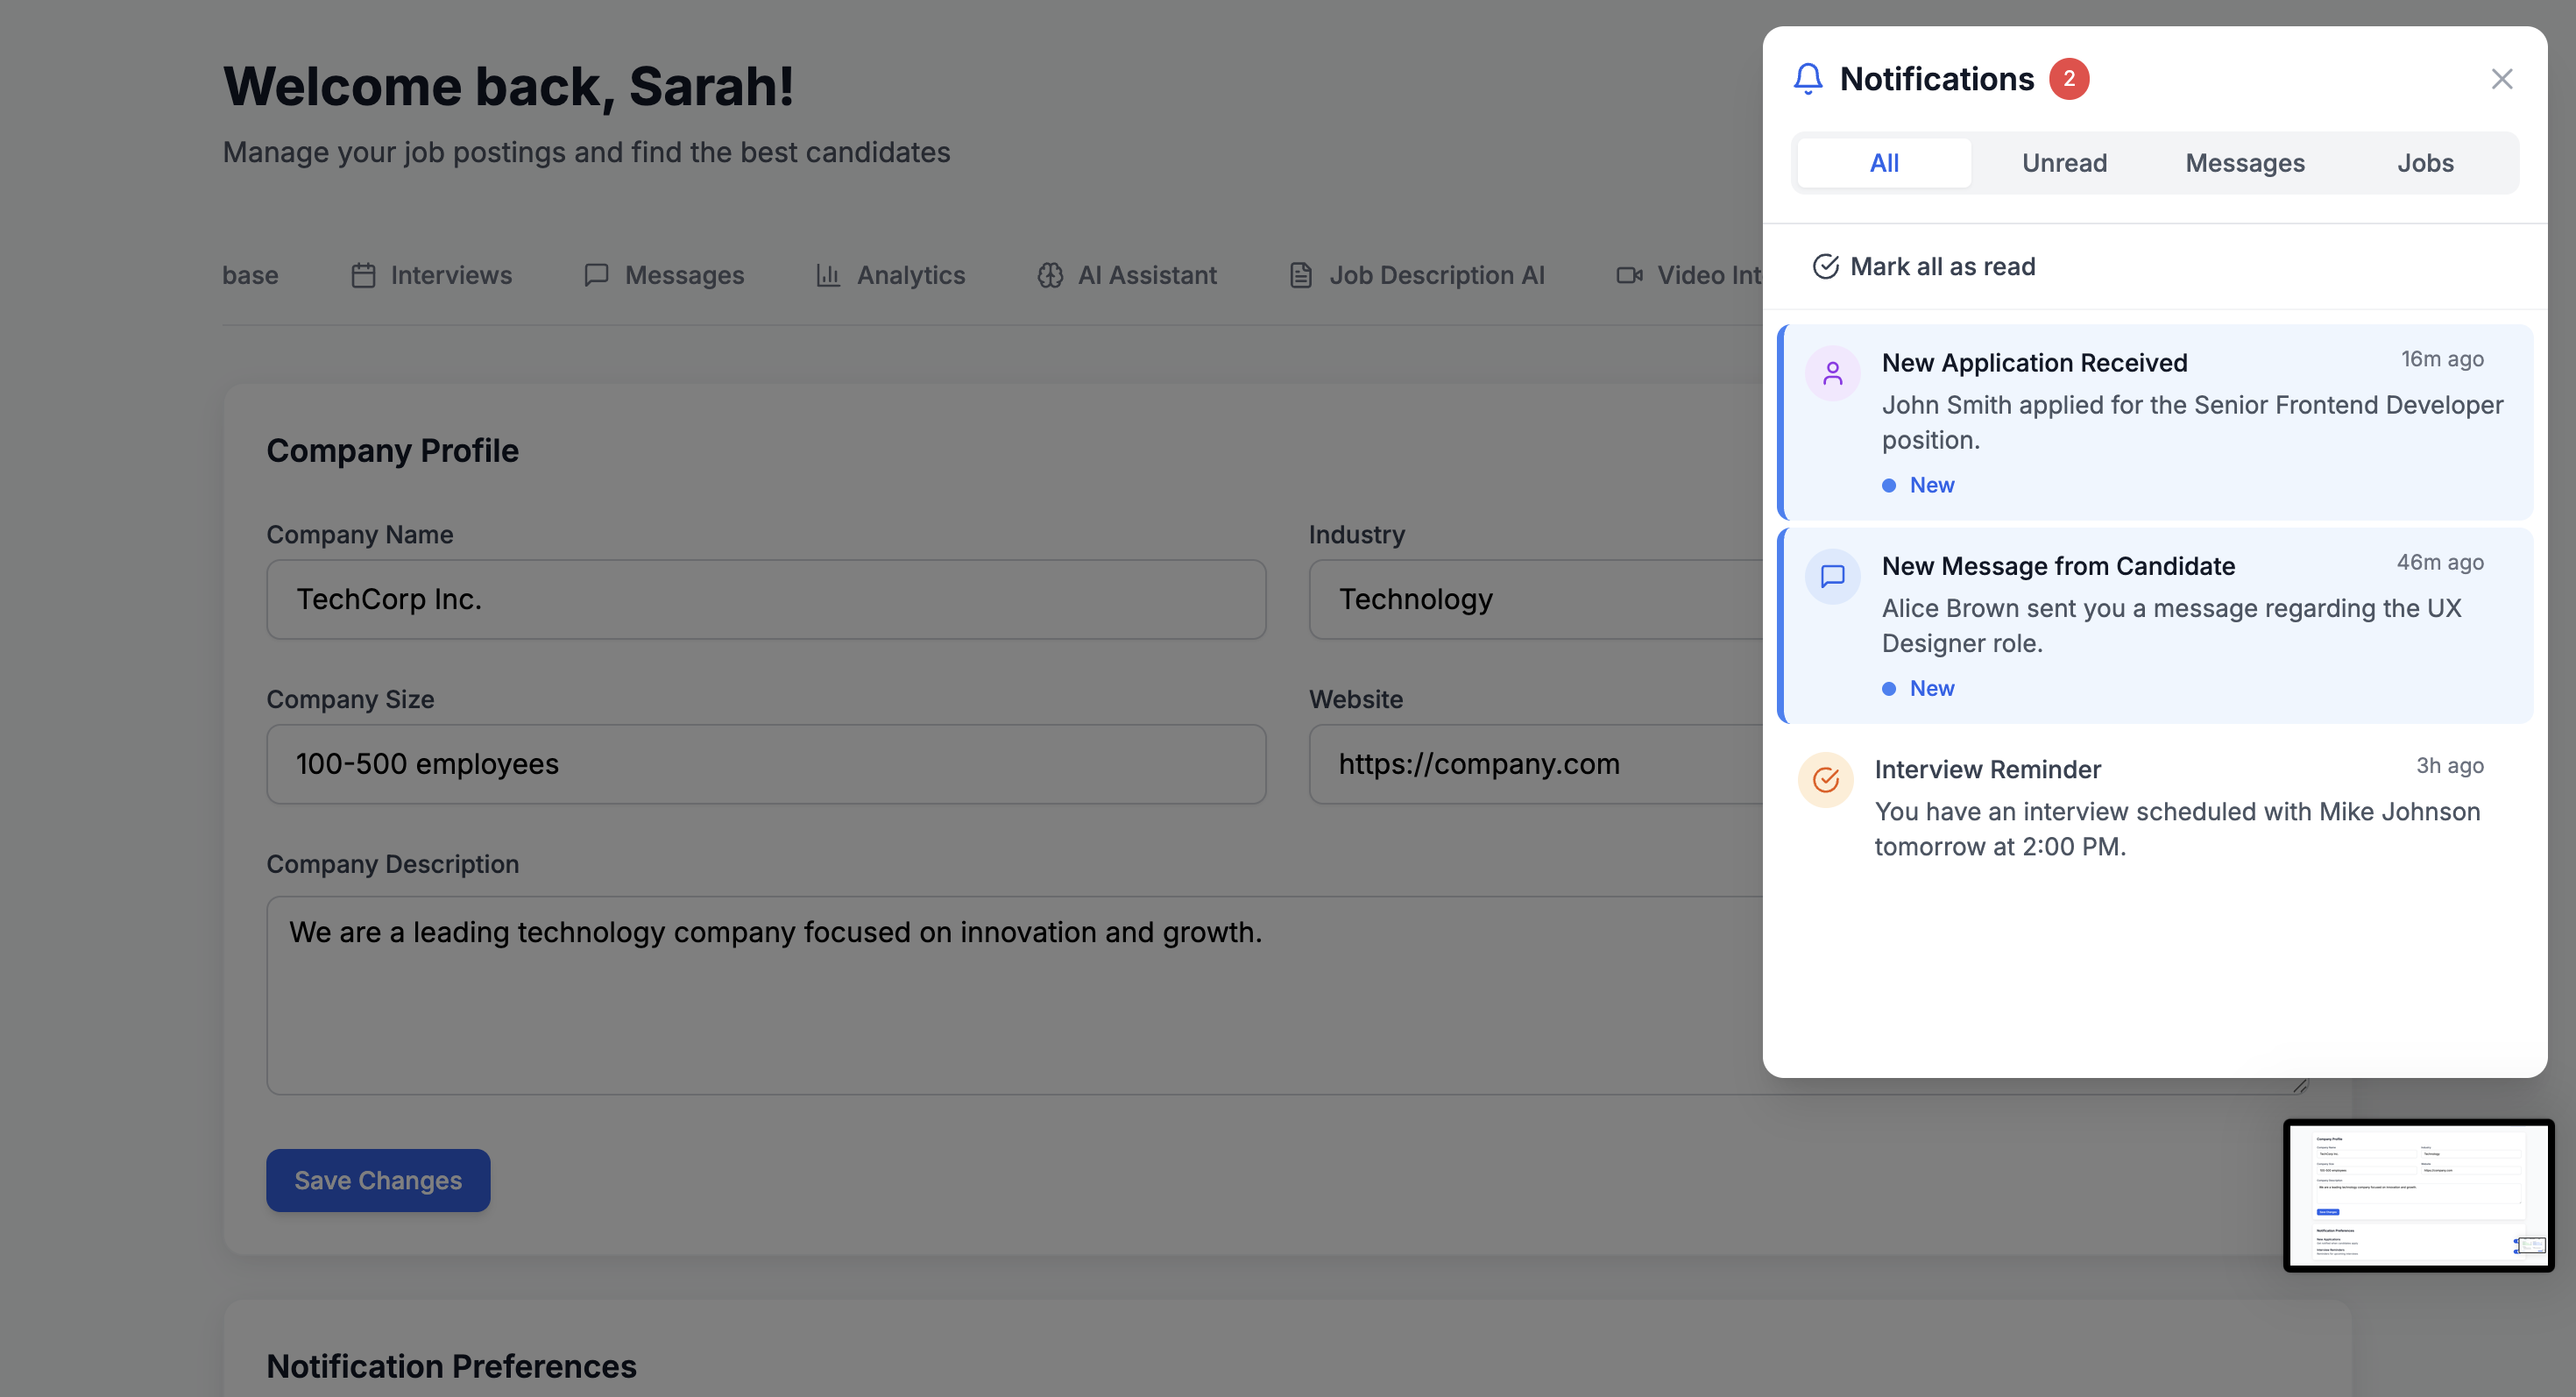 Welcome back, Sarah!
Manage your job postings and find the best candidates
base
Interviews
Messages
Analytics
AI Assistant
Job Description AI
Video Int
Company Profile
Company Name
Industry
TechCorp Inc.
Technology
Company Size
Website
100-500 employees
https://company.com
Company Description
We are a leading technology company focused on innovation and growth.
Save Changes
Notification Preferences
Notifications
2
All
Unread
Messages
Jobs
Mark all as read
New Application Received
16m ago
John Smith applied for the Senior Frontend Developer
position.
New
New Message from Candidate
46m ago
Alice Brown sent you a message regarding the UX
Designer role.
New
Interview Reminder
3h ago
You have an interview scheduled with Mike Johnson
tomorrow at 2:00 PM.